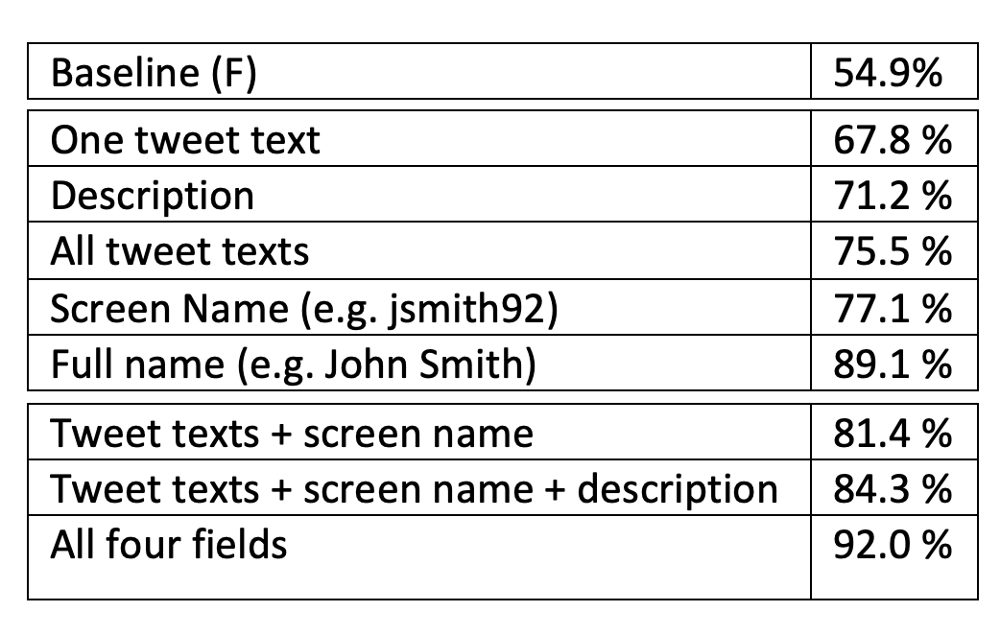 Baseline (F) 54.9%
One tweet text 67.8 %
Description 71.2 %
All tweet texts 75.5 %
Screen Name (e.g. jsmith92) 77.1 %
Full name (e.g. John Smith) 89.1 %
Tweet texts + screen name 81.4 %
Tweet texts + screen name + description 84.3 %
All four fields 92.0 %